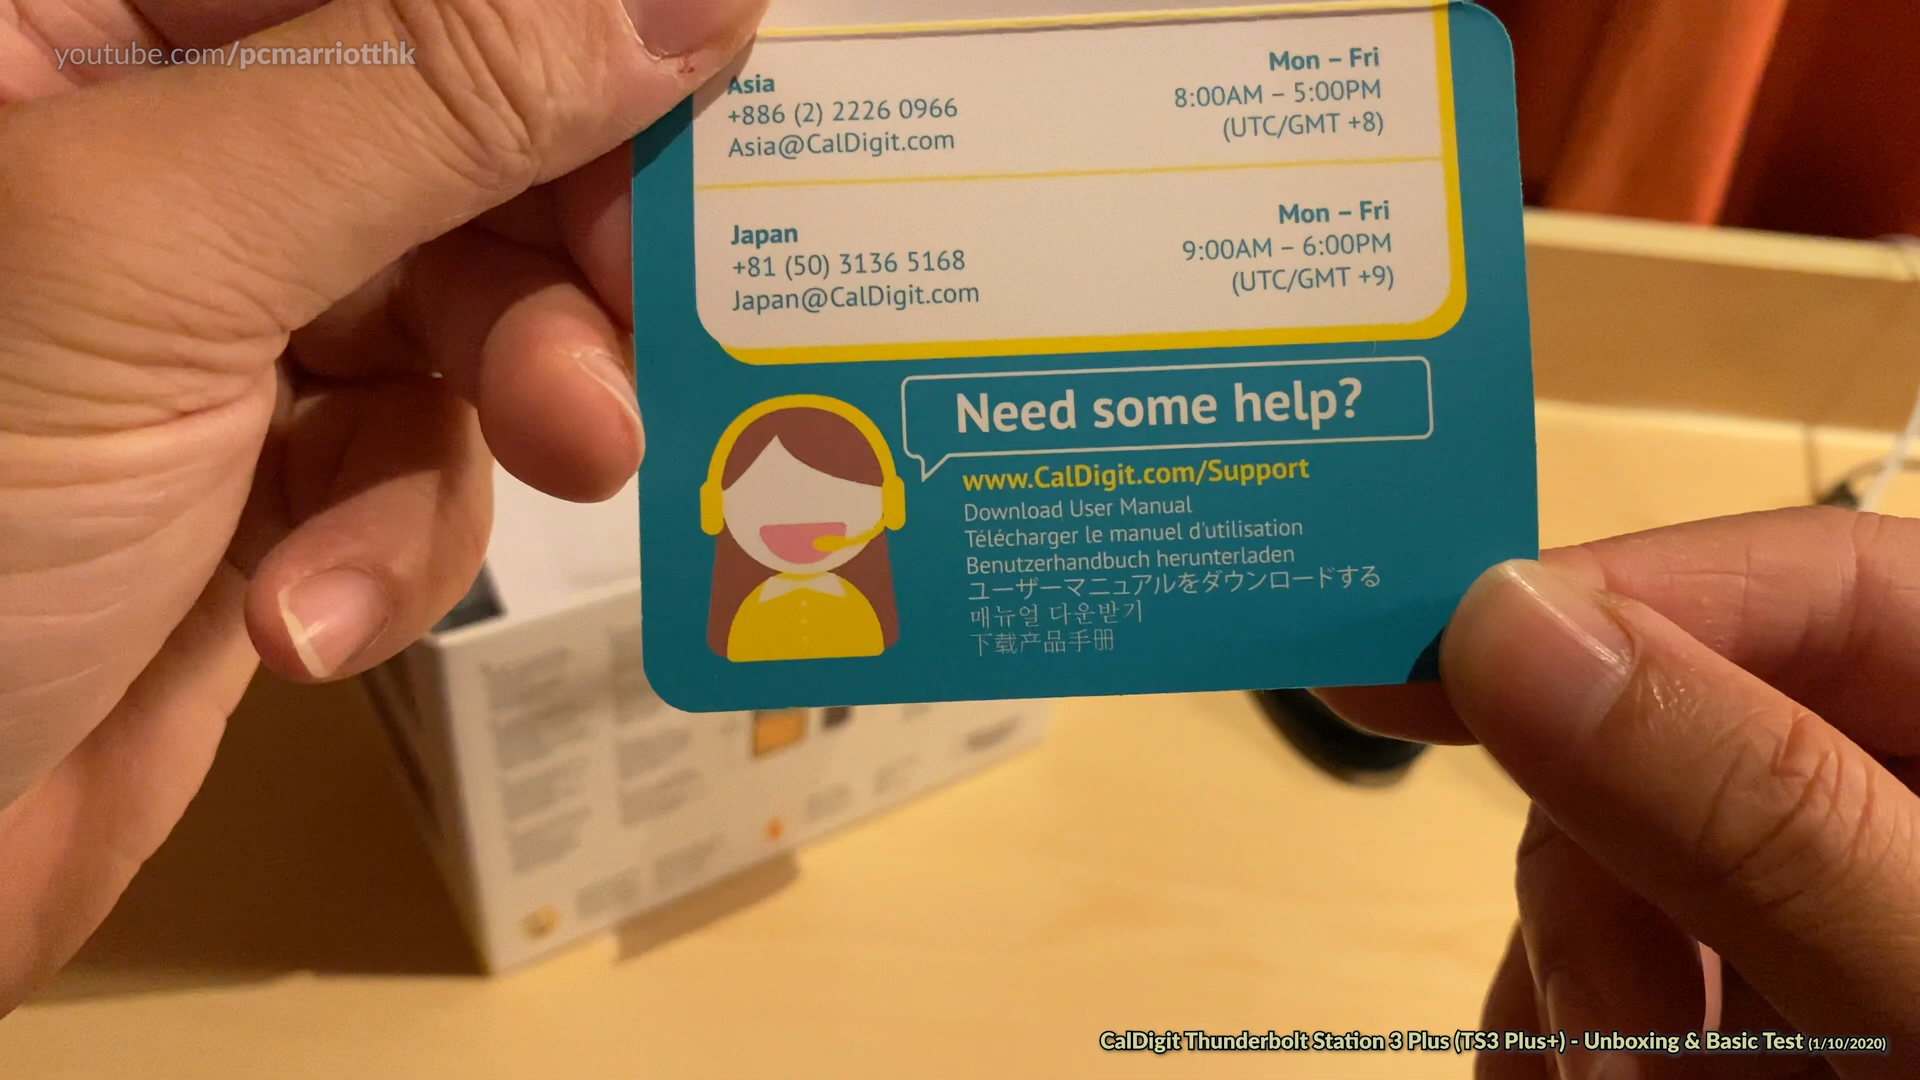 youtube.com/pcmarriotthk
Asia
+886 (2) 2226 0966
Asia@CalDigit.com
Mon – Fri
8:00AM – 5:00PM
(UTC/GMT +8)
Japan
+81 (50) 3136 5168
Japan@CalDigit.com
Mon – Fri
9:00AM – 6:00PM
(UTC/GMT +9)
Need some help?
www.CalDigit.com/Support
Download User Manual
Télécharger le manuel d'utilisation
Benutzerhandbuch herunterladen
ユーザーマニュアルをダウンロードする
매뉴얼 다운받기
下载产品手册
CalDigit Thunderbolt Station 3 Plus (TS3 Plus+) - Unboxing & Basic Test (1/10/2020)